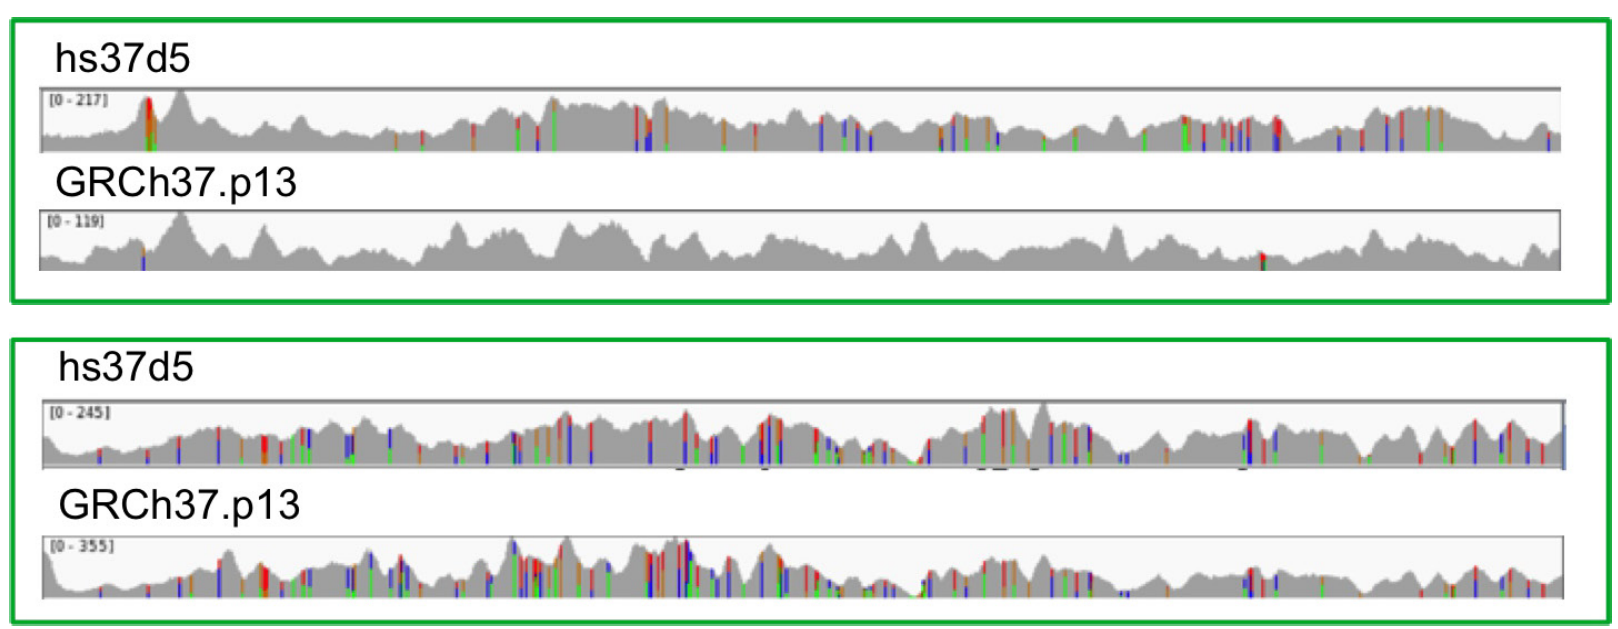 hs37d5
[0 - 217]
GRCh37.p13
[0 - 119]
hs37d5
[0 - 245]
GRCh37.p13
[0 - 355]